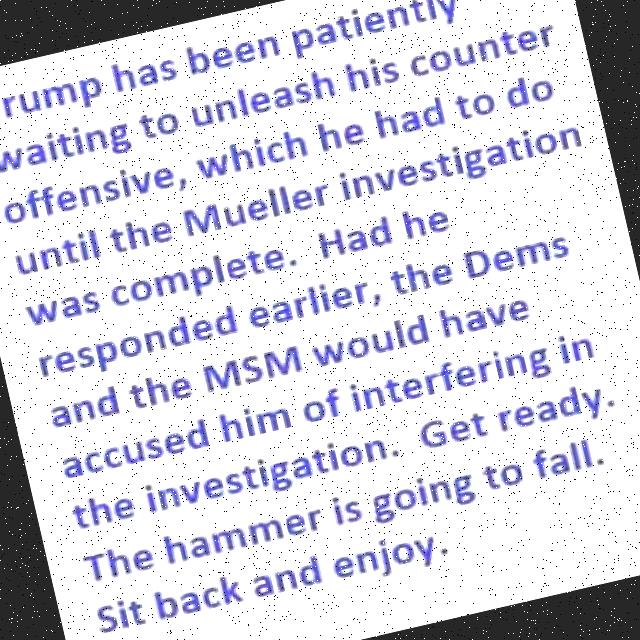 rump has been patiently
waiting to unleash his counter
offensive, which he had to do
until the Mueller investigation
was complete.  Had he
responded earlier, the Dems
and the MSM would have
accused him of interfering in
the investigation.  Get ready.
The hammer is going to fall.
Sit back and enjoy.